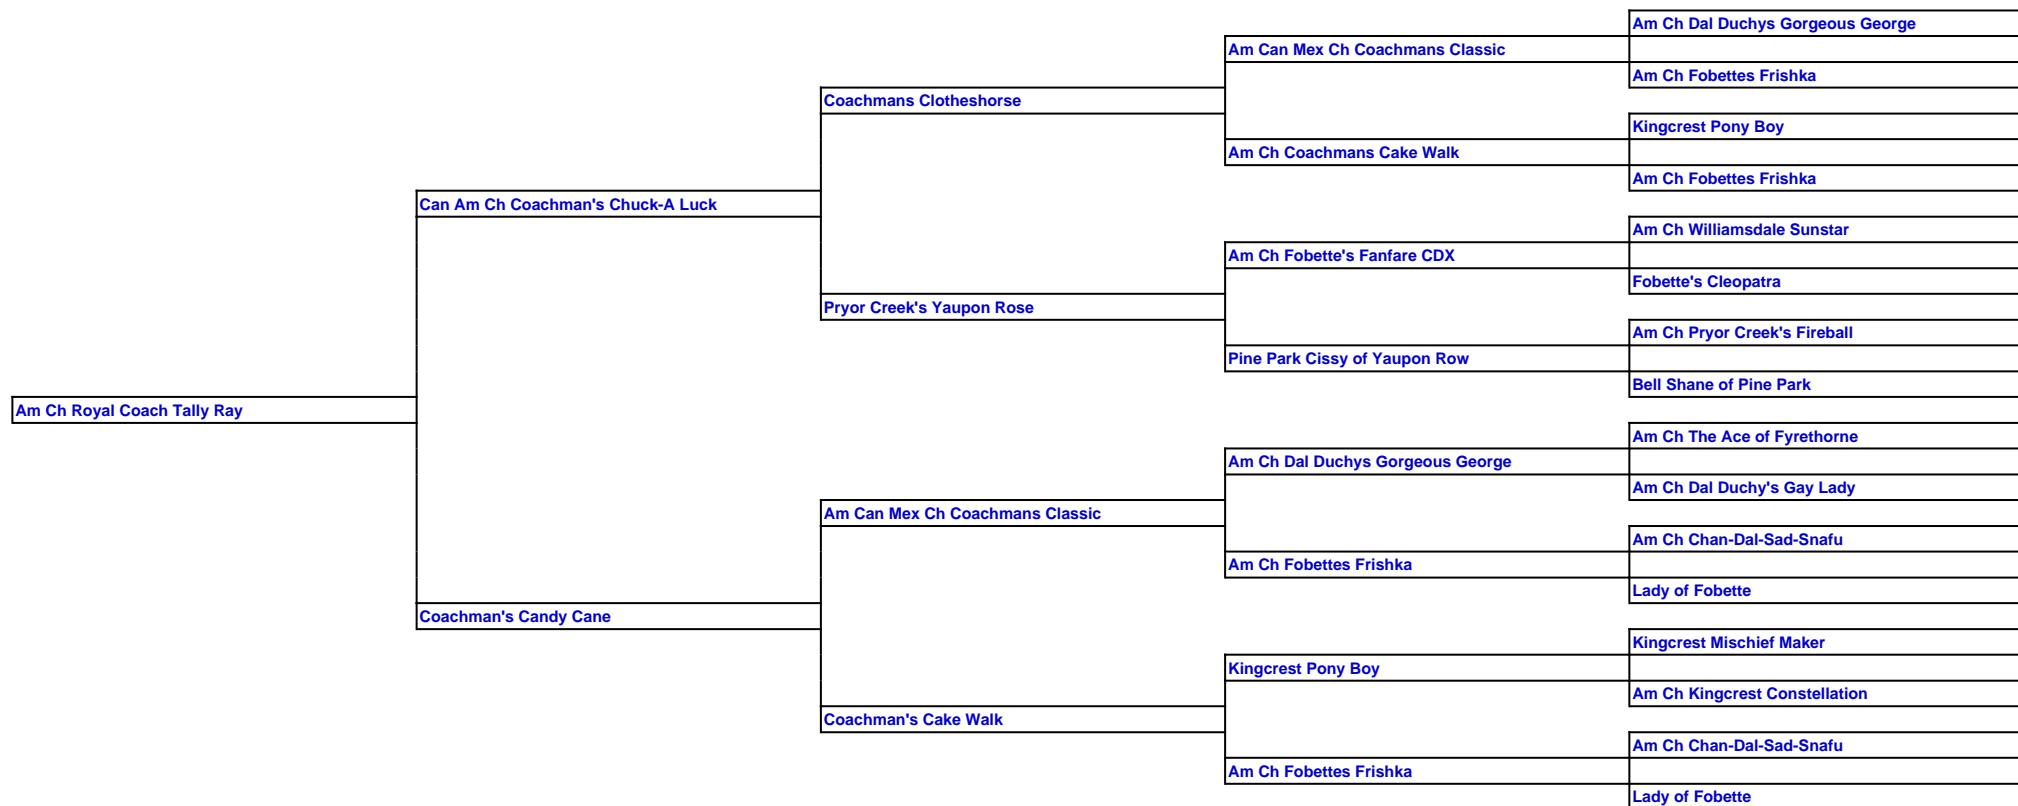 Am Ch Dal Duchys Gorgeous George
Am Can Mex Ch Coachmans Classic
Am Ch Fobettes Frishka
Coachmans Clotheshorse
Kingcrest Pony Boy
Am Ch Coachmans Cake Walk
Am Ch Fobettes Frishka
Can Am Ch Coachman's Chuck-A Luck
Am Ch Williamsdale Sunstar
Am Ch Fobette's Fanfare CDX
Fobette's Cleopatra
Pryor Creek's Yaupon Rose
Am Ch Pryor Creek's Fireball
Pine Park Cissy of Yaupon Row
Bell Shane of Pine Park
Am Ch Royal Coach Tally Ray
Am Ch The Ace of Fyrethorne
Am Ch Dal Duchys Gorgeous George
Am Ch Dal Duchy's Gay Lady
Am Can Mex Ch Coachmans Classic
Am Ch Chan-Dal-Sad-Snafu
Am Ch Fobettes Frishka
Lady of Fobette
Coachman's Candy Cane
Kingcrest Mischief Maker
Kingcrest Pony Boy
Am Ch Kingcrest Constellation
Coachman's Cake Walk
Am Ch Chan-Dal-Sad-Snafu
Am Ch Fobettes Frishka
Lady of Fobette